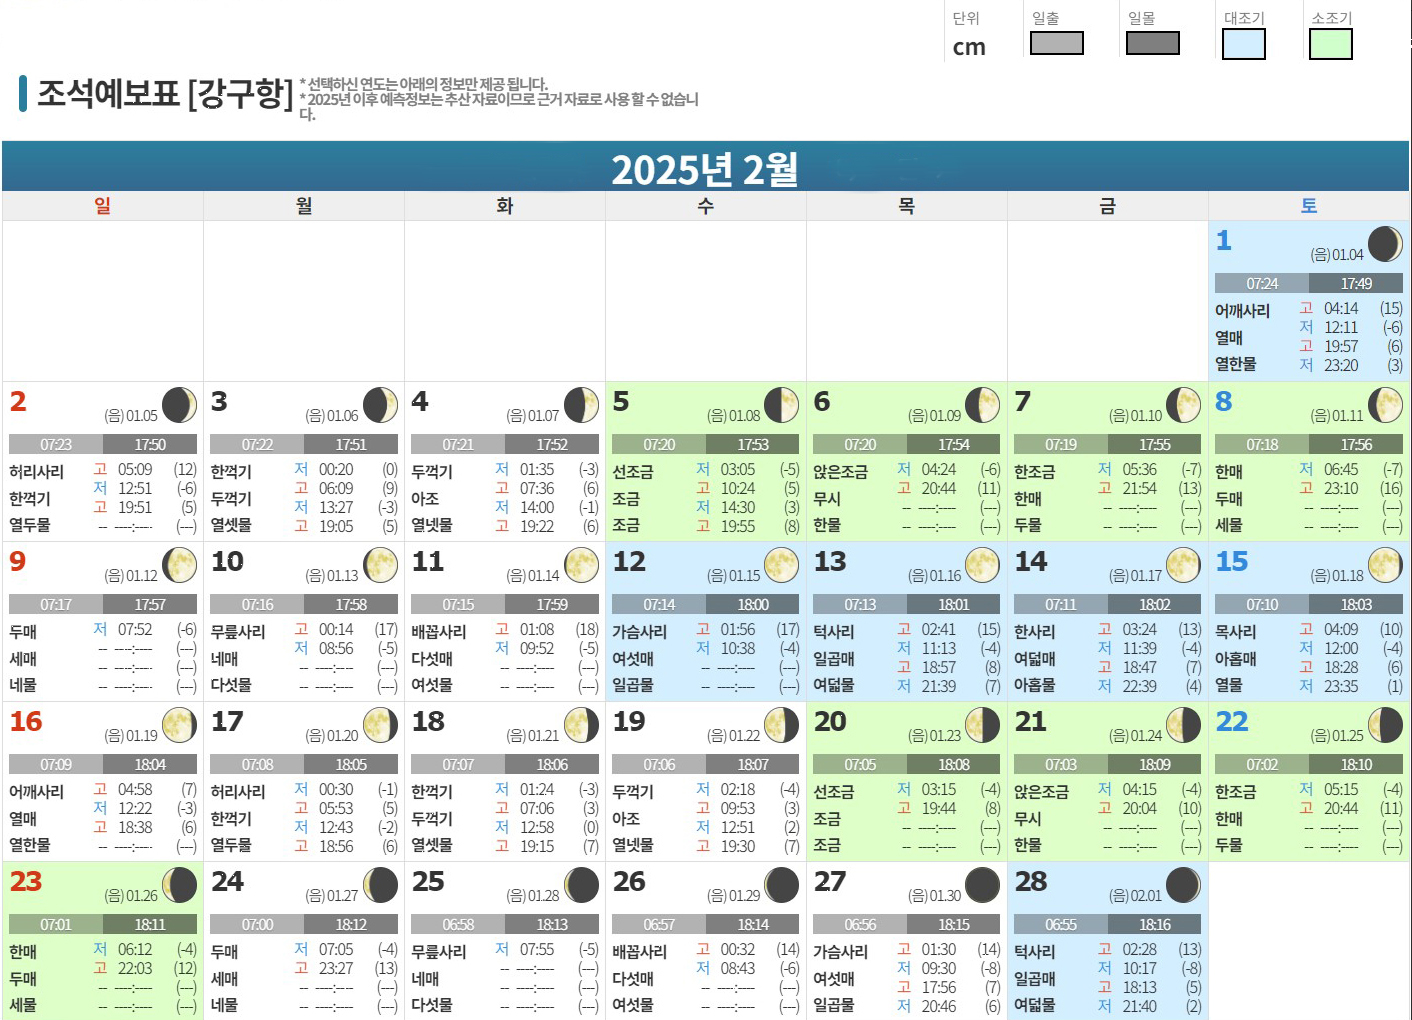 단위 일출 일몰 대조기 소조기
cm
조석예보표 [강구항]
* 선택하신 연도는 아래의 정보만 제공 됩니다.
* 2025년 이후 예측정보는 추산 자료이므로 근거 자료로 사용 할 수 없습니
다.
2025년 2월
일 월 화 수 목 금 토
1
(음) 01.04
07:24 17:49
어깨사리
열매
열한물
고 04:14 (15)
저 12:11 (-6)
고 19:57 (6)
저 23:20 (3)
2
(음) 01.05
07:23 17:50
허리사리
한꺽기
열두물
고 05:09 (12)
저 12:51 (-6)
고 19:51 (5)
-- ----:---- (---)
3
(음) 01.06
07:22 17:51
한꺽기
두꺽기
열셋물
저 00:20 (0)
고 06:09 (9)
저 13:27 (-3)
고 19:05 (5)
4
(음) 01.07
07:21 17:52
두꺽기
아조
열넷물
저 01:35 (-3)
고 07:36 (6)
저 14:00 (-1)
고 19:22 (6)
5
(음) 01.08
07:20 17:53
선조금
조금
조금
저 03:05 (-5)
고 10:24 (5)
저 14:30 (3)
고 19:55 (8)
6
(음) 01.09
07:20 17:54
앉은조금
무시
한물
저 04:24 (-6)
고 20:44 (11)
-- ----:---- (---)
-- ----:---- (---)
7
(음) 01.10
07:19 17:55
한조금
한매
두물
저 05:36 (-7)
고 21:54 (13)
-- ----:---- (---)
-- ----:---- (---)
8
(음) 01.11
07:18 17:56
한매
두매
세물
저 06:45 (-7)
고 23:10 (16)
-- ----:---- (---)
-- ----:---- (---)
9
(음) 01.12
07:17 17:57
두매
세매
네물
저 07:52 (-6)
-- ----:---- (---)
-- ----:---- (---)
-- ----:---- (---)
10
(음) 01.13
07:16 17:58
무릎사리
네매
다섯물
고 00:14 (17)
저 08:56 (-5)
-- ----:---- (---)
-- ----:---- (---)
11
(음) 01.14
07:15 17:59
배꼽사리
다섯매
여섯물
고 01:08 (18)
저 09:52 (-5)
-- ----:---- (---)
-- ----:---- (---)
12
(음) 01.15
07:14 18:00
가슴사리
여섯매
일곱물
고 01:56 (17)
저 10:38 (-4)
-- ----:---- (---)
-- ----:---- (---)
13
(음) 01.16
07:13 18:01
턱사리
일곱매
여덟물
고 02:41 (15)
저 11:13 (-4)
고 18:57 (8)
저 21:39 (7)
14
(음) 01.17
07:11 18:02
한사리
여덟매
아홉물
고 03:24 (13)
저 11:39 (-4)
고 18:47 (7)
저 22:39 (4)
15
(음) 01.18
07:10 18:03
목사리
아홉매
열물
고 04:09 (10)
저 12:00 (-4)
고 18:28 (6)
저 23:35 (1)
16
(음) 01.19
07:09 18:04
어깨사리
열매
열한물
고 04:58 (7)
저 12:22 (-3)
고 18:38 (6)
-- ----:---- (---)
17
(음) 01.20
07:08 18:05
허리사리
한꺽기
열두물
저 00:30 (-1)
고 05:53 (5)
저 12:43 (-2)
고 18:56 (6)
18
(음) 01.21
07:07 18:06
한꺽기
두꺽기
열셋물
저 01:24 (-3)
고 07:06 (3)
저 12:58 (0)
고 19:15 (7)
19
(음) 01.22
07:06 18:07
두꺽기
아조
열넷물
저 02:18 (-4)
고 09:53 (3)
저 12:51 (2)
고 19:30 (7)
20
(음) 01.23
07:05 18:08
선조금
조금
조금
저 03:15 (-4)
고 19:44 (8)
-- ----:---- (---)
-- ----:---- (---)
21
(음) 01.24
07:03 18:09
앉은조금
무시
한물
저 04:15 (-4)
고 20:04 (10)
-- ----:---- (---)
-- ----:---- (---)
22
(음) 01.25
07:02 18:10
한조금
한매
두물
저 05:15 (-4)
고 20:44 (11)
-- ----:---- (---)
-- ----:---- (---)
23
(음) 01.26
07:01 18:11
한매
두매
세물
저 06:12 (-4)
고 22:03 (12)
-- ----:---- (---)
-- ----:---- (---)
24
(음) 01.27
07:00 18:12
두매
세매
네물
저 07:05 (-4)
고 23:27 (13)
-- ----:---- (---)
-- ----:---- (---)
25
(음) 01.28
06:58 18:13
무릎사리
네매
다섯물
저 07:55 (-5)
-- ----:---- (---)
-- ----:---- (---)
-- ----:---- (---)
26
(음) 01.29
06:57 18:14
배꼽사리
다섯매
여섯물
고 00:32 (14)
저 08:43 (-6)
-- ----:---- (---)
-- ----:---- (---)
27
(음) 01.30
06:56 18:15
가슴사리
여섯매
일곱물
고 01:30 (14)
저 09:30 (-8)
고 17:56 (7)
저 20:46 (6)
28
(음) 02.01
06:55 18:16
턱사리
일곱매
여덟물
고 02:28 (13)
저 10:17 (-8)
고 18:13 (5)
저 21:40 (2)